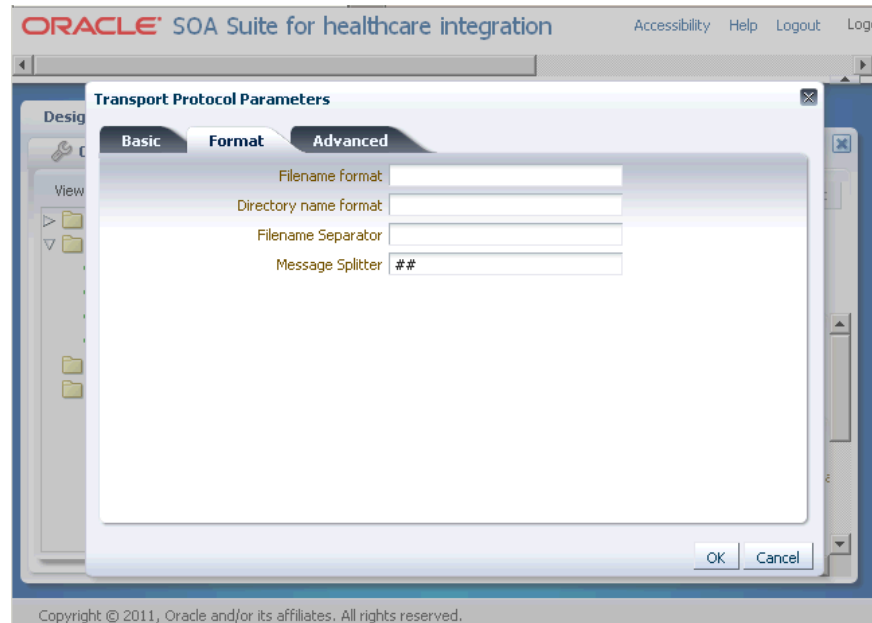 ORACLE SOA Suite for healthcare integration Accessibility Help Logout
Transport Protocol Parameters
Desig
Basic Format Advanced
View
Filename format
Directory name format
Filename Separator
Message Splitter ##
OK Cancel
Copyright © 2011, Oracle and/or its affiliates. All rights reserved.